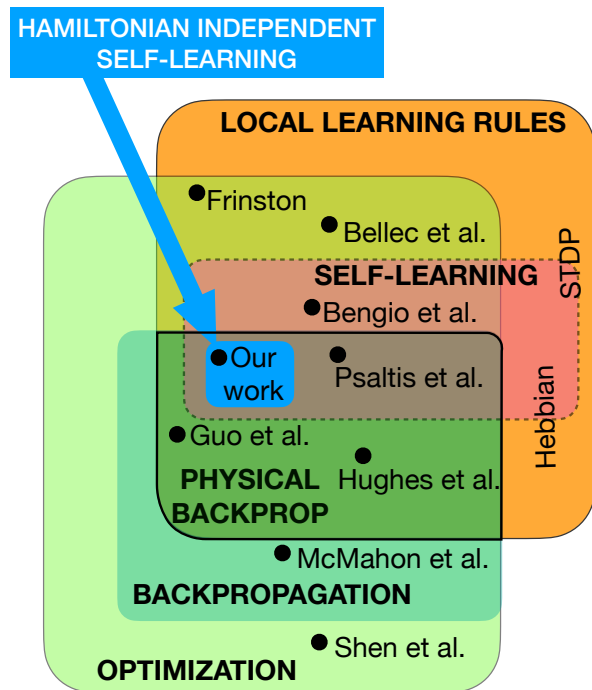 HAMILTONIAN INDEPENDENT
SELF-LEARNING
LOCAL LEARNING RULES
Frinston
Bellec et al.
STDP
SELF-LEARNING
Bengio et al.
Our
work
Psaltis et al.
Hebbian
Guo et al.
PHYSICAL
BACKPROP
Hughes et al.
McMahon et al.
BACKPROPAGATION
Shen et al.
OPTIMIZATION